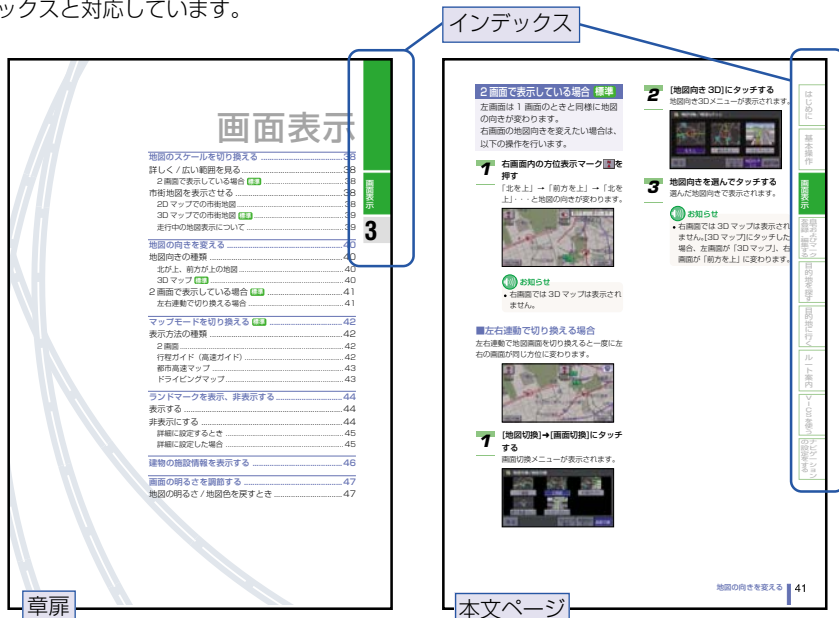 ックスと対応しています。
インデックス
画面表示
地図のスケールを切り換える 38
詳しく / 広い範囲を見る 38
2 画面で表示している場合 標準 38
市街地図を表示させる 38
2D マップでの市街地図 38
3D マップでの市街地図 標準 39
走行中の地図表示について 39
地図の向きを変える 40
地図向きの種類 40
北が上、前方が上の地図 40
3D マップ 標準 40
2 画面で表示している場合 標準 41
左右連動で切り換える場合 41
マップモードを切り換える 標準 42
表示方法の種類 42
2 画面 42
行程ガイド（高速ガイド） 42
都市高速マップ 43
ドライビングマップ 43
ランドマークを表示、非表示する 44
表示する 44
非表示にする 44
詳細に設定するとき 45
詳細に設定した場合 45
建物の施設情報を表示する 46
画面の明るさを調節する 47
地図の明るさ / 地図色を戻すとき 47
画面表示
3
章扉
2 画面で表示している場合 標準
左画面は 1 画面のときと同様に地図
の向きが変わります。
右画面の地図向きを変えたい場合は、
以下の操作を行います。
1 右画面内の方位表示マーク を
押す
「北を上」→「前方を上」→「北を
上」・・・と地図の向きが変わります。
お知らせ
• 右画面では 3D マップは表示され
ません。
■左右連動で切り換える場合
左右連動で地図画面を切り換えると一度に左
右の画面が同じ方位に変わります。
1 [地図切換]→[画面切換]にタッチ
する
画面切換メニューが表示されます。
2 [地図向き 3D]にタッチする
地図向き3Dメニューが表示されます。
3 地図向きを選んでタッチする
選んだ地図向きで表示されます。
お知らせ
• 右画面では 3D マップは表示され
ません。[3D マップ]にタッチした
場合、左画面が「3D マップ」、右
画面が「前方を上」に変わります。
はじめに
基本操作
画面表示
目的地を探す
目的地に行く
ルート案内
VICSを使う
ナビゲーション
の設定をする
地図の向きを変える 41
本文ページ